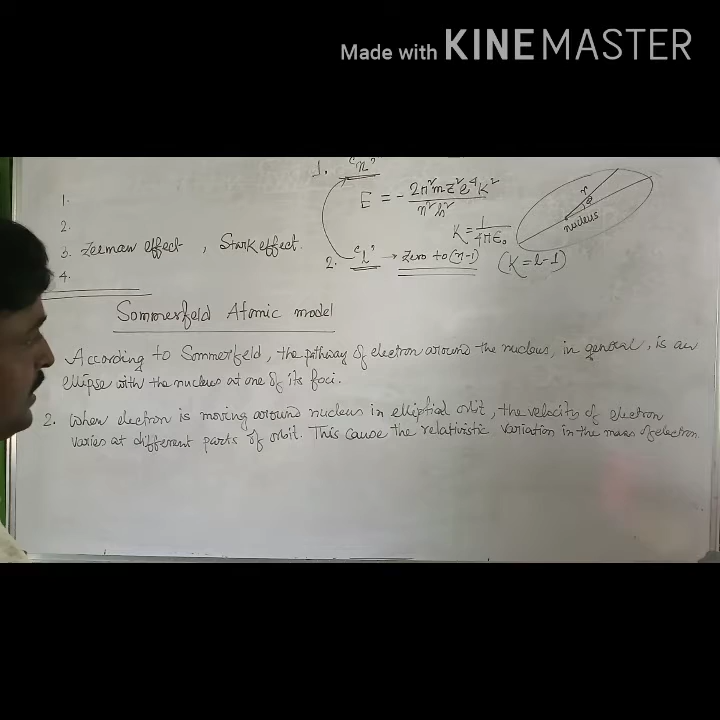 Made with KINEMASTER
1. "n"
E = - 2π²mz²e⁴K² / n²h²
K = 1/4πε₀
r
nucleus
1.
2.
3. Zeeman effect, Stark effect.
4.
2. "l" → Zero to (n-1) (K = l-1)
Sommerfeld Atomic model
According to Sommerfeld, the pathway of electron around the nucleus, in general, is an
ellipse with the nucleus at one of its foci.
2. When electron is moving around nucleus in elliptial orbit, the velocity of electron
varies at different parts of orbit. This cause the relativistic variation in the mass of electron